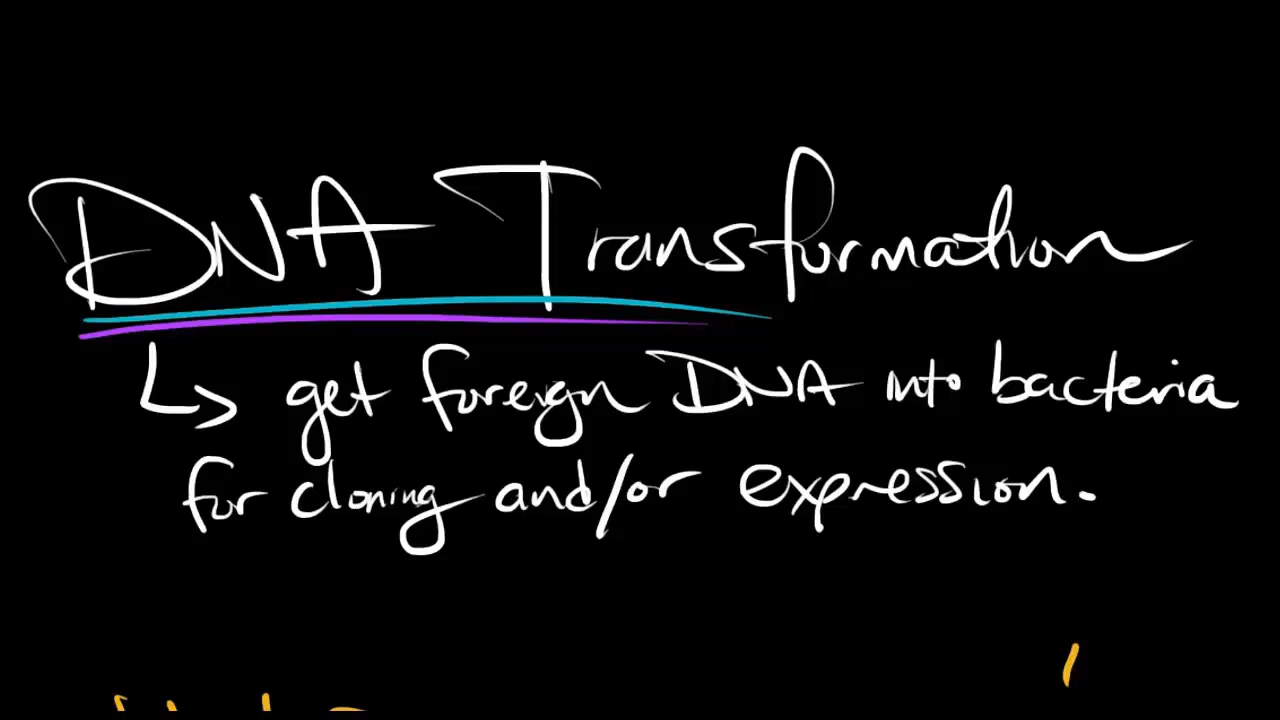 DNA Transformation
↳ get foreign DNA into bacteria
for cloning and/or expression.